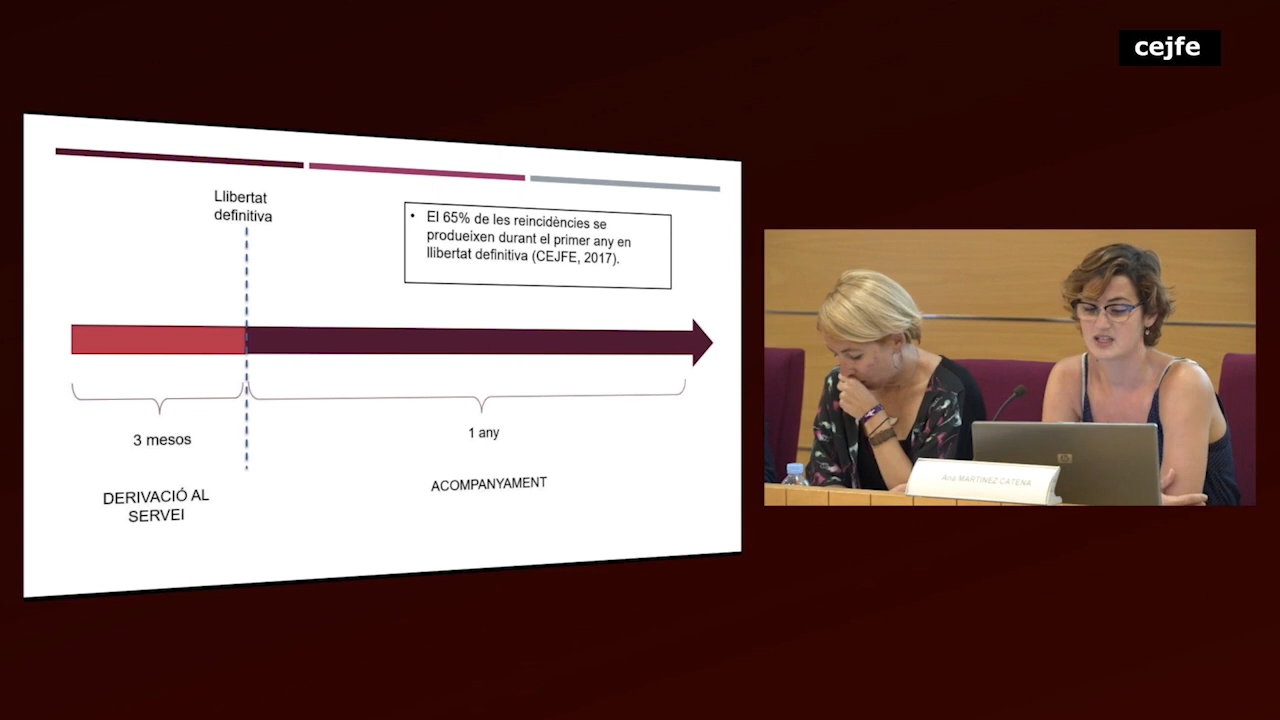 cejfe
Llibertat
definitiva
• El 65% de les reincidències se
produeixen durant el primer any en
llibertat definitiva (CEJFE, 2017).
3 mesos
1 any
DERIVACIÓ AL
SERVEI
ACOMPANYAMENT
Ana MARTÍNEZ CATENA